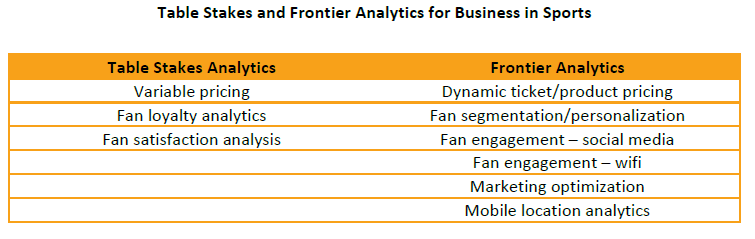 Table Stakes and Frontier Analytics for Business in Sports
Table Stakes Analytics Frontier Analytics
Variable pricing Dynamic ticket/product pricing
Fan loyalty analytics Fan segmentation/personalization
Fan satisfaction analysis Fan engagement – social media
Fan engagement – wifi
Marketing optimization
Mobile location analytics